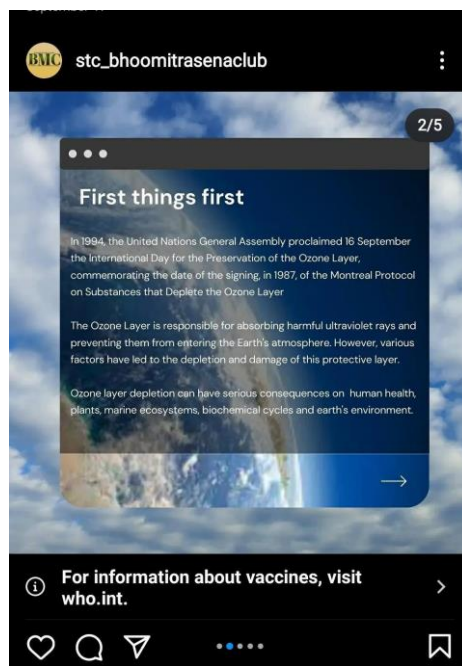 BMC
stc_bhoomitrasenaclub
2/5
First things first
In 1994, the United Nations General Assembly proclaimed 16 September
the International Day for the Preservation of the Ozone Layer,
commemorating the date of the signing, in 1987, of the Montreal Protocol
on Substances that Deplete the Ozone Layer
The Ozone Layer is responsible for absorbing harmful ultraviolet rays and
preventing them from entering the Earth's atmosphere. However, various
factors have led to the depletion and damage of this protective layer.
Ozone layer depletion can have serious consequences on human health,
plants, marine ecosystems, biochemical cycles and earth's environment.
For information about vaccines, visit
who.int.